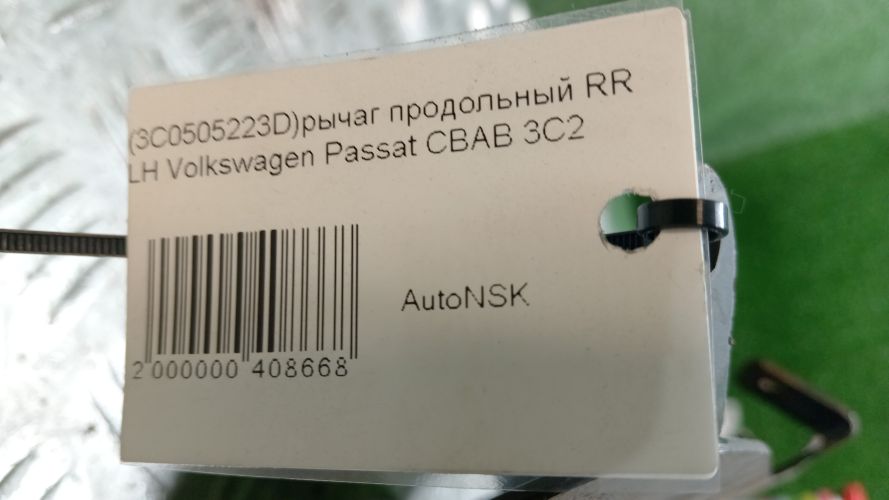 (3C0505223D)рычаг продольный RR
LH Volkswagen Passat CBAB 3C2
AutoNSK
2 000000 408668